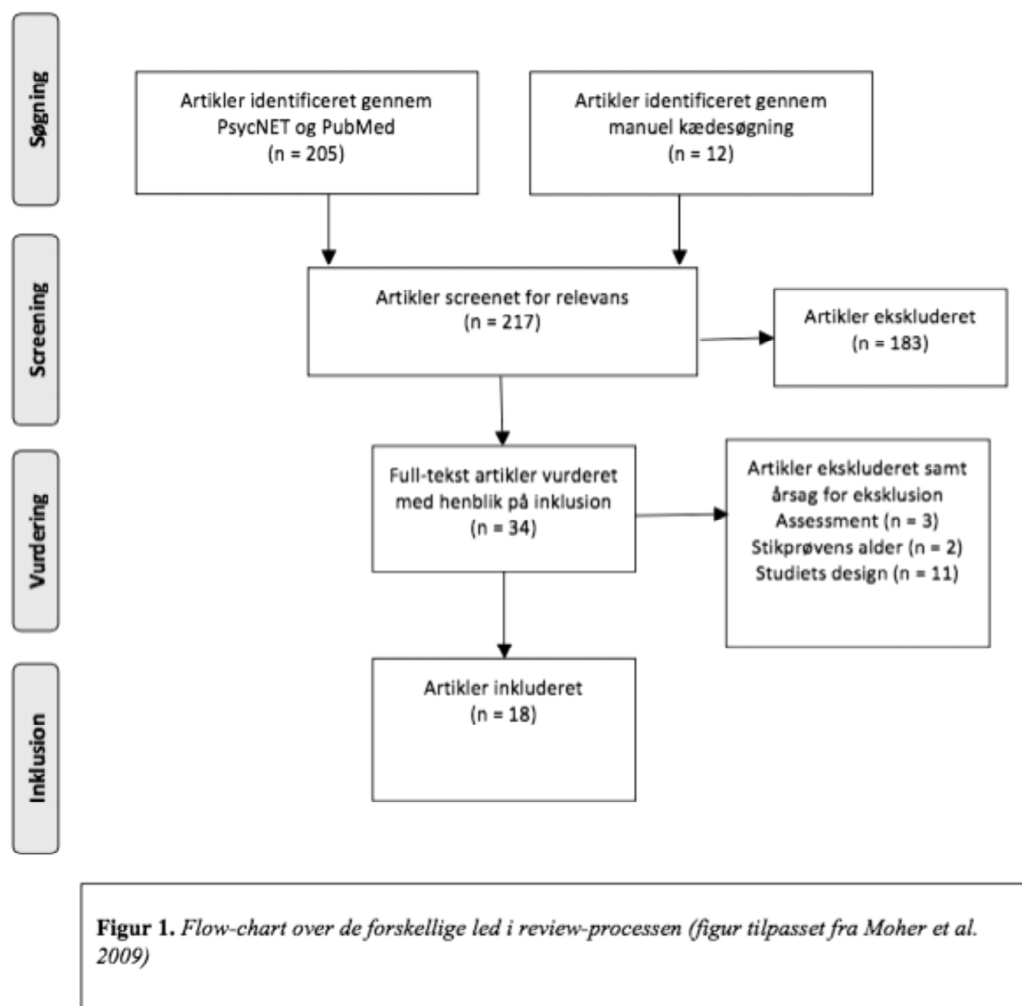 Søgning
Artikler identificeret gennem
PsycNET og PubMed
(n = 205)
Artikler identificeret gennem
manuel kædesøgning
(n = 12)
Screening
Artikler screenet for relevans
(n = 217)
Artikler ekskluderet
(n = 183)
Vurdering
Full-tekst artikler vurderet
med henblik på inklusion
(n = 34)
Artikler ekskluderet samt
årsag for eksklusion
Assessment (n = 3)
Stikprøvens alder (n = 2)
Studiets design (n = 11)
Inklusion
Artikler inkluderet
(n = 18)
Figur 1. Flow-chart over de forskellige led i review-processen (figur tilpasset fra Moher et al.
2009)